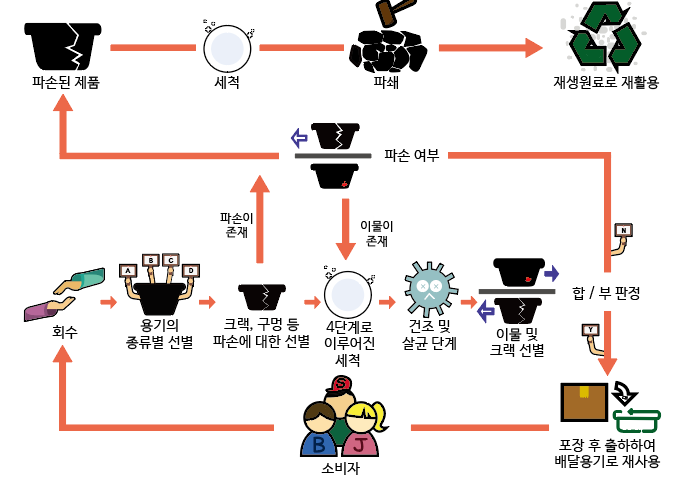 파손된 제품
세척
파쇄
재생원료로 재활용
파손 여부
파손이
존재
이물이
존재
N
A
B
C
D
회수
용기의
종류별 선별
크랙, 구멍 등
파손에 대한 선별
4단계로
이루어진
세척
건조 및
살균 단계
이물 및
크랙 선별
합 / 부 판정
Y
S
B
J
소비자
포장 후 출하하여
배달용기로 재사용